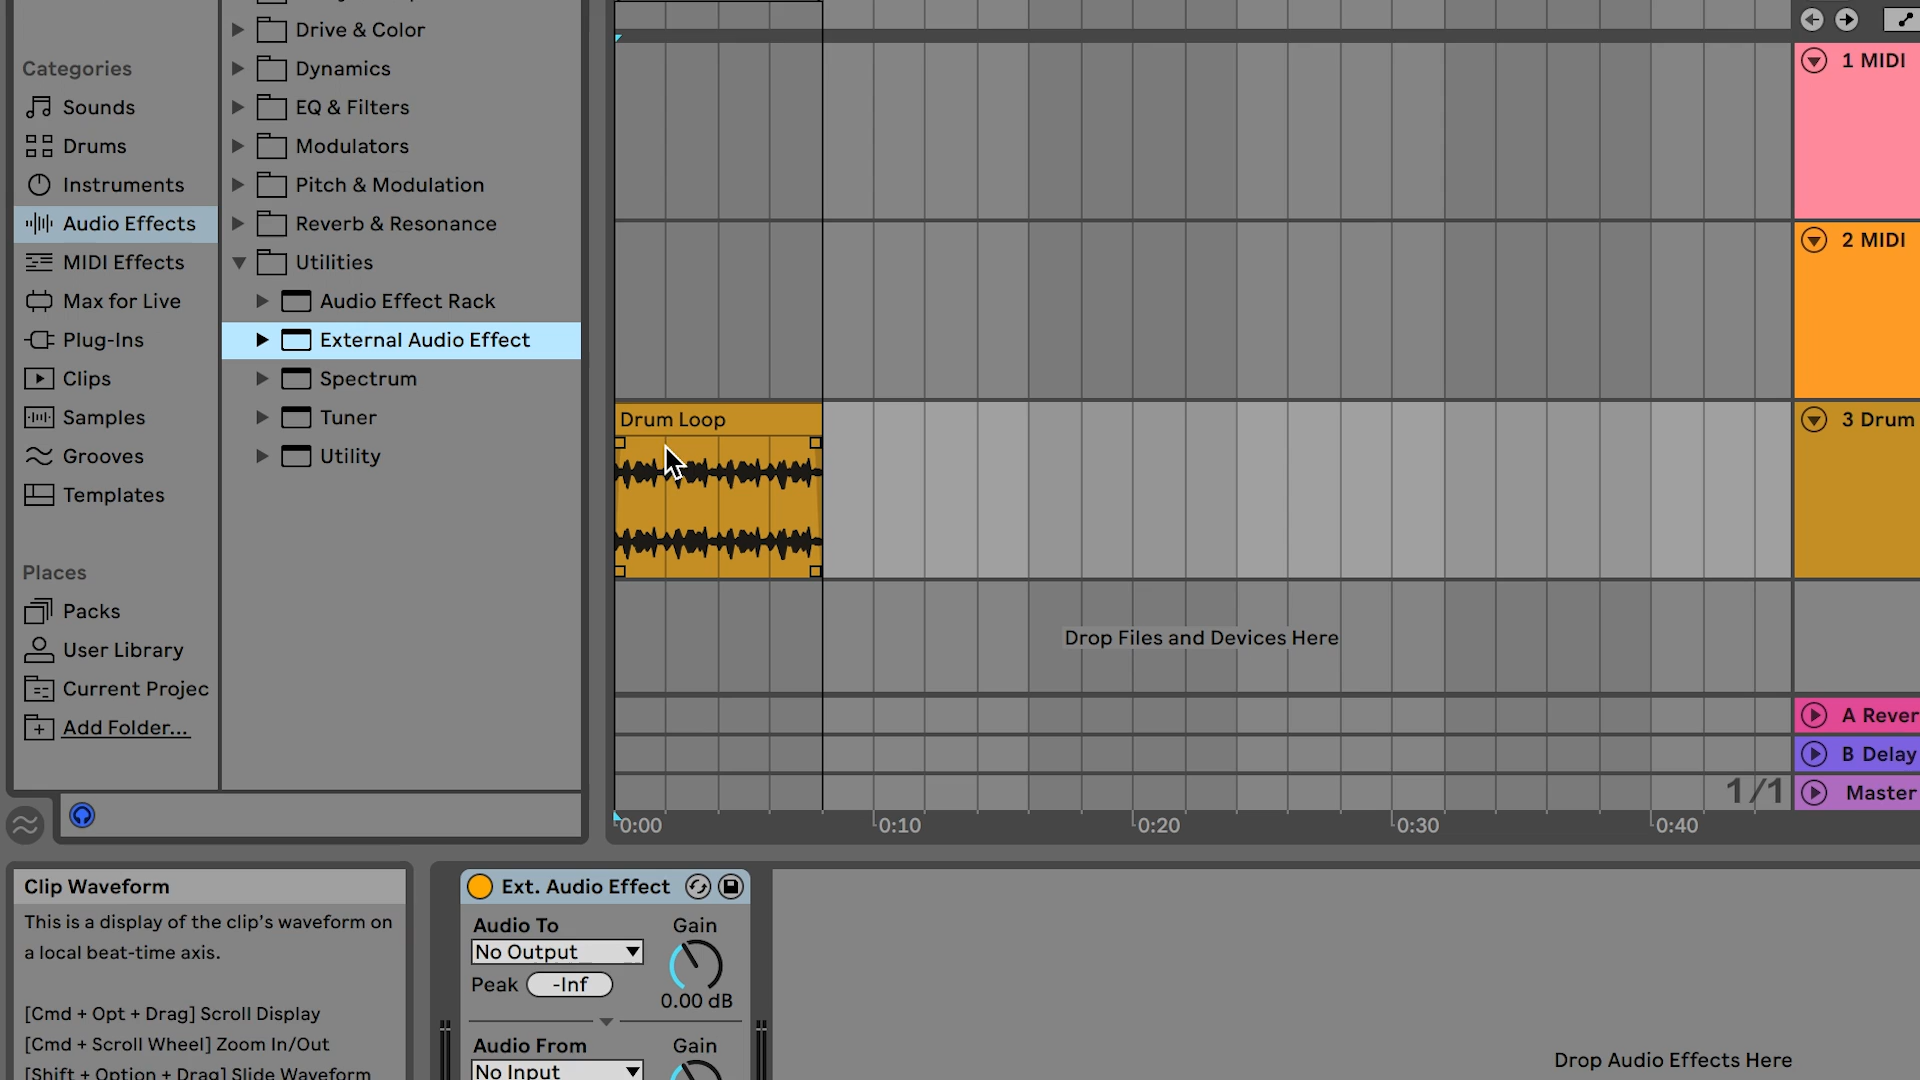 Categories
Sounds
Drums
Instruments
Audio Effects
MIDI Effects
Max for Live
Plug-Ins
Clips
Samples
Grooves
Templates
Places
Packs
User Library
Current Projec
Add Folder...
Drive & Color
Dynamics
EQ & Filters
Modulators
Pitch & Modulation
Reverb & Resonance
Utilities
Audio Effect Rack
External Audio Effect
Spectrum
Tuner
Utility
Drum Loop
Drop Files and Devices Here
1/1
0:00 0:10 0:20 0:30 0:40
1 MIDI
2 MIDI
3 Drum
A Rever
B Delay
Master
Clip Waveform
This is a display of the clip's waveform on
a local beat-time axis.
[Cmd + Opt + Drag] Scroll Display
[Cmd + Scroll Wheel] Zoom In/Out
[Shift + Option + Drag] Slide Waveform
Ext. Audio Effect
Audio To Gain
No Output
Peak -Inf
0.00 dB
Audio From Gain
No Input
Drop Audio Effects Here